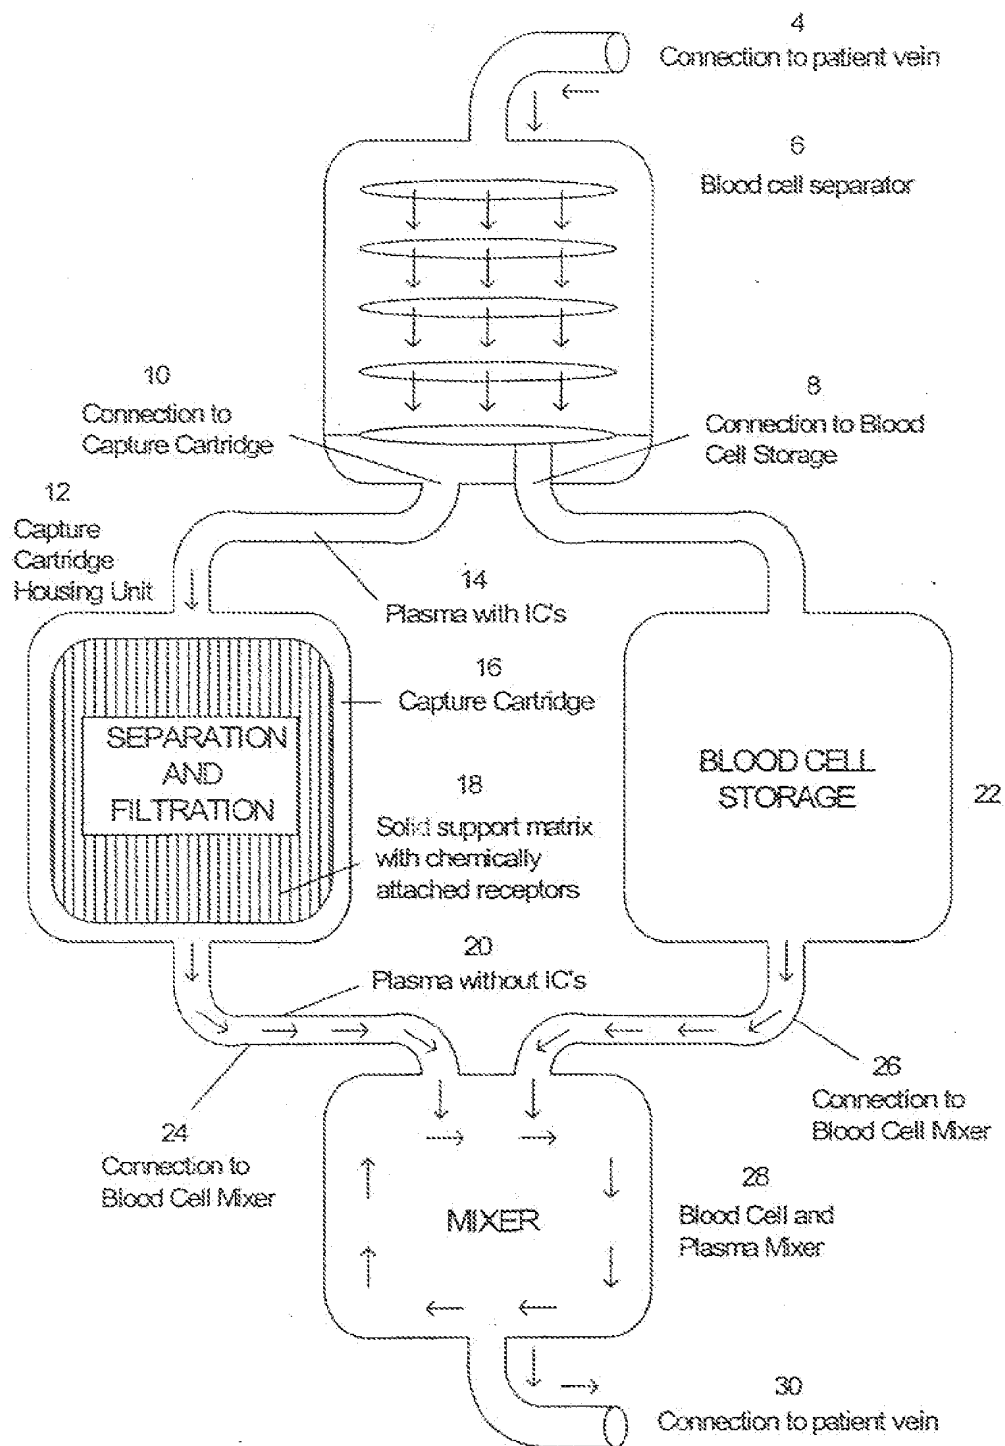 4
Connection to patient vein
6
Blood cell separator
10
Connection to
Capture Cartridge
8
Connection to Blood
Cell Storage
12
Capture
Cartridge
Housing Unit
14
Plasma with IC's
16
Capture Cartridge
SEPARATION
AND
FILTRATION
18
Solid support matrix
with chemically
attached receptors
BLOOD CELL
STORAGE
22
20
Plasma without IC's
24
Connection to
Blood Cell Mixer
26
Connection to
Blood Cell Mixer
MIXER
28
Blood Cell and
Plasma Mixer
30
Connection to patient vein